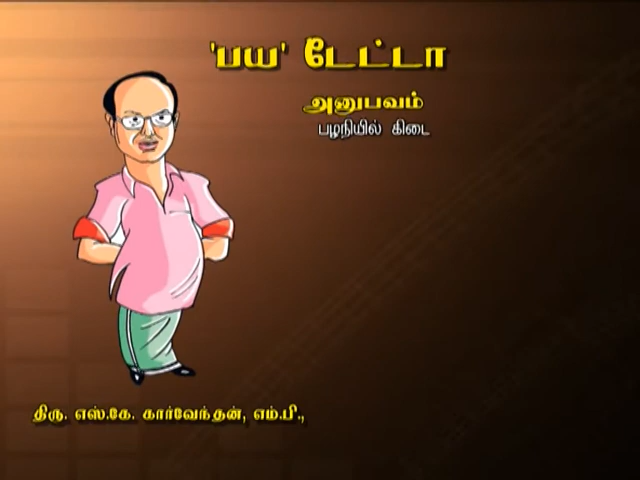 'பய' டேட்டா
அனுபவம்
பழநியில் கிடை
திரு. எஸ்.கே. கார்வேந்தன், எம்.பீ.,